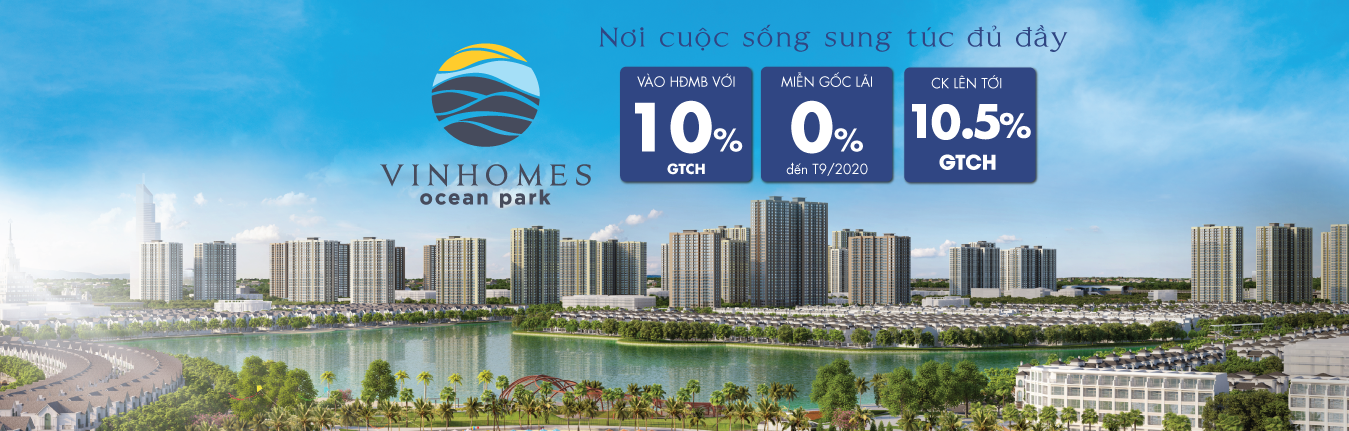 Nơi cuộc sống sung túc đủ đầy
VINHOMES
ocean park
VÀO HĐMB VỚI
10%
GTCH
MIỄN GỐC LÃI
0%
đến T9/2020
CK LÊN TỚI
10.5%
GTCH